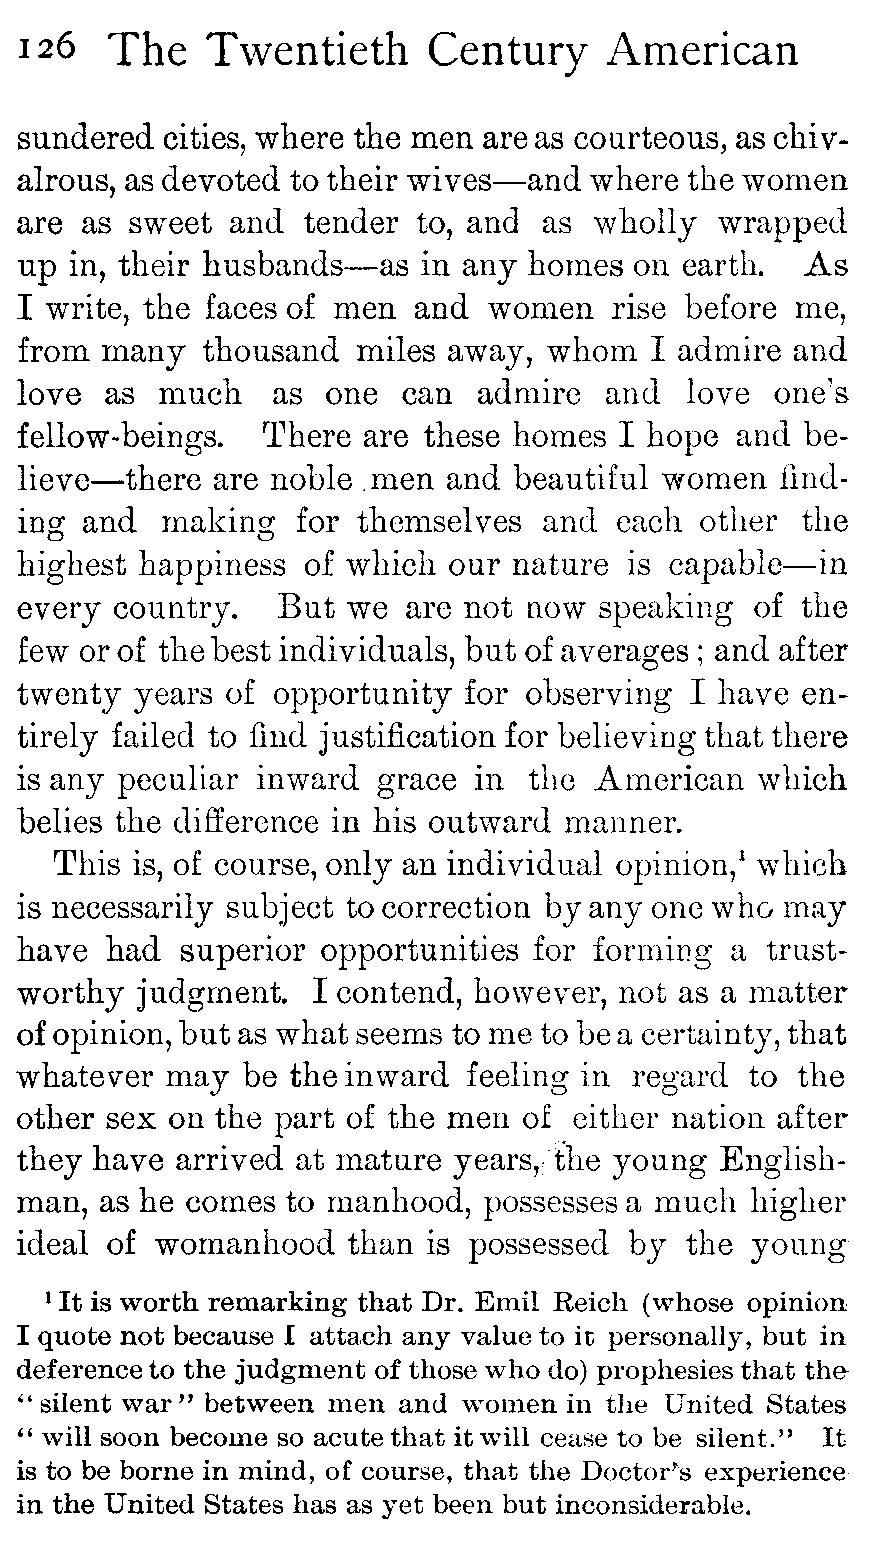 126 The Twentieth Century American
sundered cities, where the men are as courteous, as chiv-
alrous, as devoted to their wives—and where the women
are as sweet and tender to, and as wholly wrapped
up in, their husbands—as in any homes on earth. As
I write, the faces of men and women rise before me,
from many thousand miles away, whom I admire and
love as much as one can admire and love one's
fellow-beings. There are these homes I hope and be-
lieve—there are noble men and beautiful women find-
ing and making for themselves and each other the
highest happiness of which our nature is capable—in
every country. But we are not now speaking of the
few or of the best individuals, but of averages; and after
twenty years of opportunity for observing I have en-
tirely failed to find justification for believing that there
is any peculiar inward grace in the American which
belies the difference in his outward manner.
This is, of course, only an individual opinion,¹ which
is necessarily subject to correction by any one who may
have had superior opportunities for forming a trust-
worthy judgment. I contend, however, not as a matter
of opinion, but as what seems to me to be a certainty, that
whatever may be the inward feeling in regard to the
other sex on the part of the men of either nation after
they have arrived at mature years, the young English-
man, as he comes to manhood, possesses a much higher
ideal of womanhood than is possessed by the young
¹ It is worth remarking that Dr. Emil Reich (whose opinion
I quote not because I attach any value to it personally, but in
deference to the judgment of those who do) prophesies that the
"silent war" between men and women in the United States
"will soon become so acute that it will cease to be silent." It
is to be borne in mind, of course, that the Doctor's experience
in the United States has as yet been but inconsiderable.